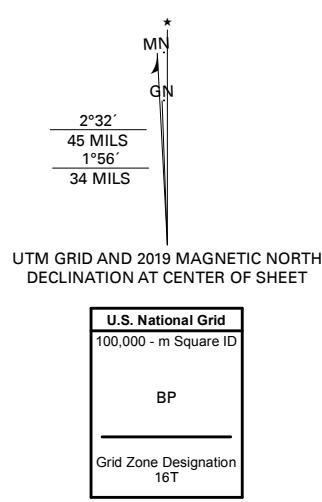 MN
GN
2°32´
45 MILS
1°56´
34 MILS
UTM GRID AND 2019 MAGNETIC NORTH
DECLINATION AT CENTER OF SHEET
U.S. National Grid
100,000 - m Square ID
BP
Grid Zone Designation
16T